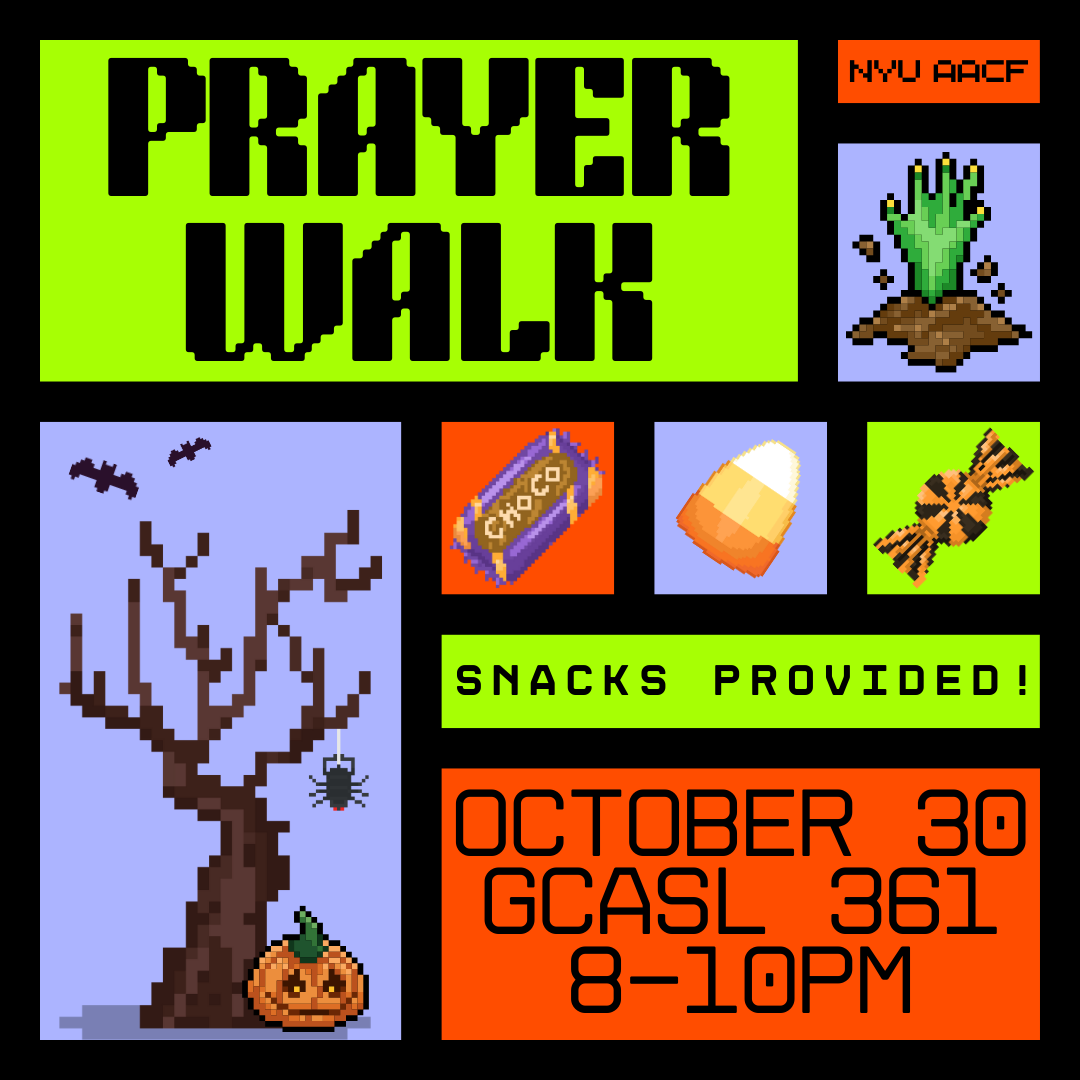 PRAYER
WALK
NYU AACF
CHOCO
SNACKS PROVIDED!
OCTOBER 30
GCASL 361
8-10PM